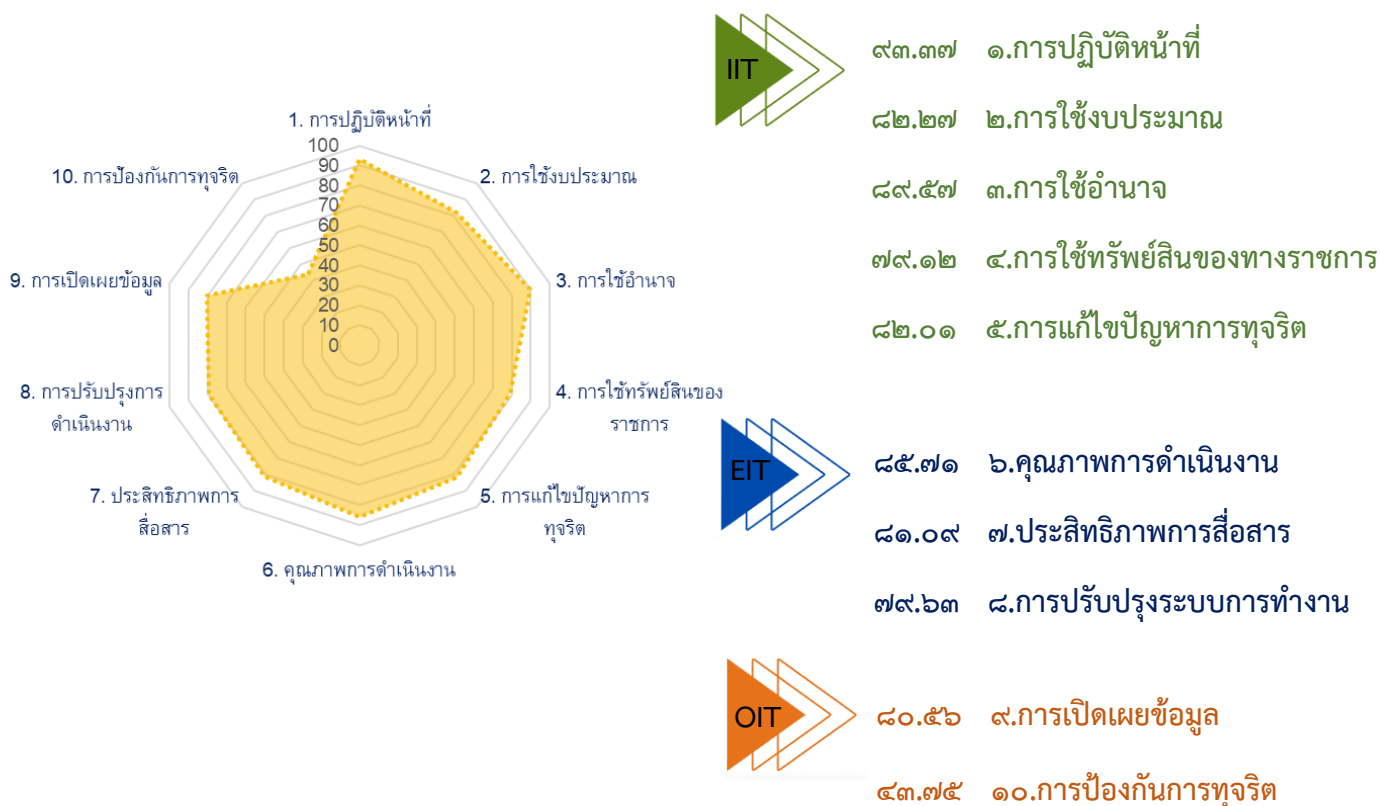 1. การปฏิบัติหน้าที่
100
90
80
70
60
50
40
30
20
10
0
2. การใช้งบประมาณ
3. การใช้อำนาจ
4. การใช้ทรัพย์สินของ
ราชการ
5. การแก้ไขปัญหาการ
ทุจริต
6. คุณภาพการดำเนินงาน
7. ประสิทธิภาพการ
สื่อสาร
8. การปรับปรุงการ
ดำเนินงาน
9. การเปิดเผยข้อมูล
10. การป้องกันการทุจริต
IIT
๙๓.๓๗ ๑.การปฏิบัติหน้าที่
๘๒.๒๗ ๒.การใช้งบประมาณ
๘๙.๕๗ ๓.การใช้อำนาจ
๗๙.๑๒ ๔.การใช้ทรัพย์สินของทางราชการ
๘๒.๐๑ ๕.การแก้ไขปัญหาการทุจริต
EIT
๘๕.๗๑ ๖.คุณภาพการดำเนินงาน
๘๑.๐๙ ๗.ประสิทธิภาพการสื่อสาร
๗๙.๖๓ ๘.การปรับปรุงระบบการทำงาน
OIT
๘๐.๕๖ ๙.การเปิดเผยข้อมูล
๔๓.๗๕ ๑๐.การป้องกันการทุจริต